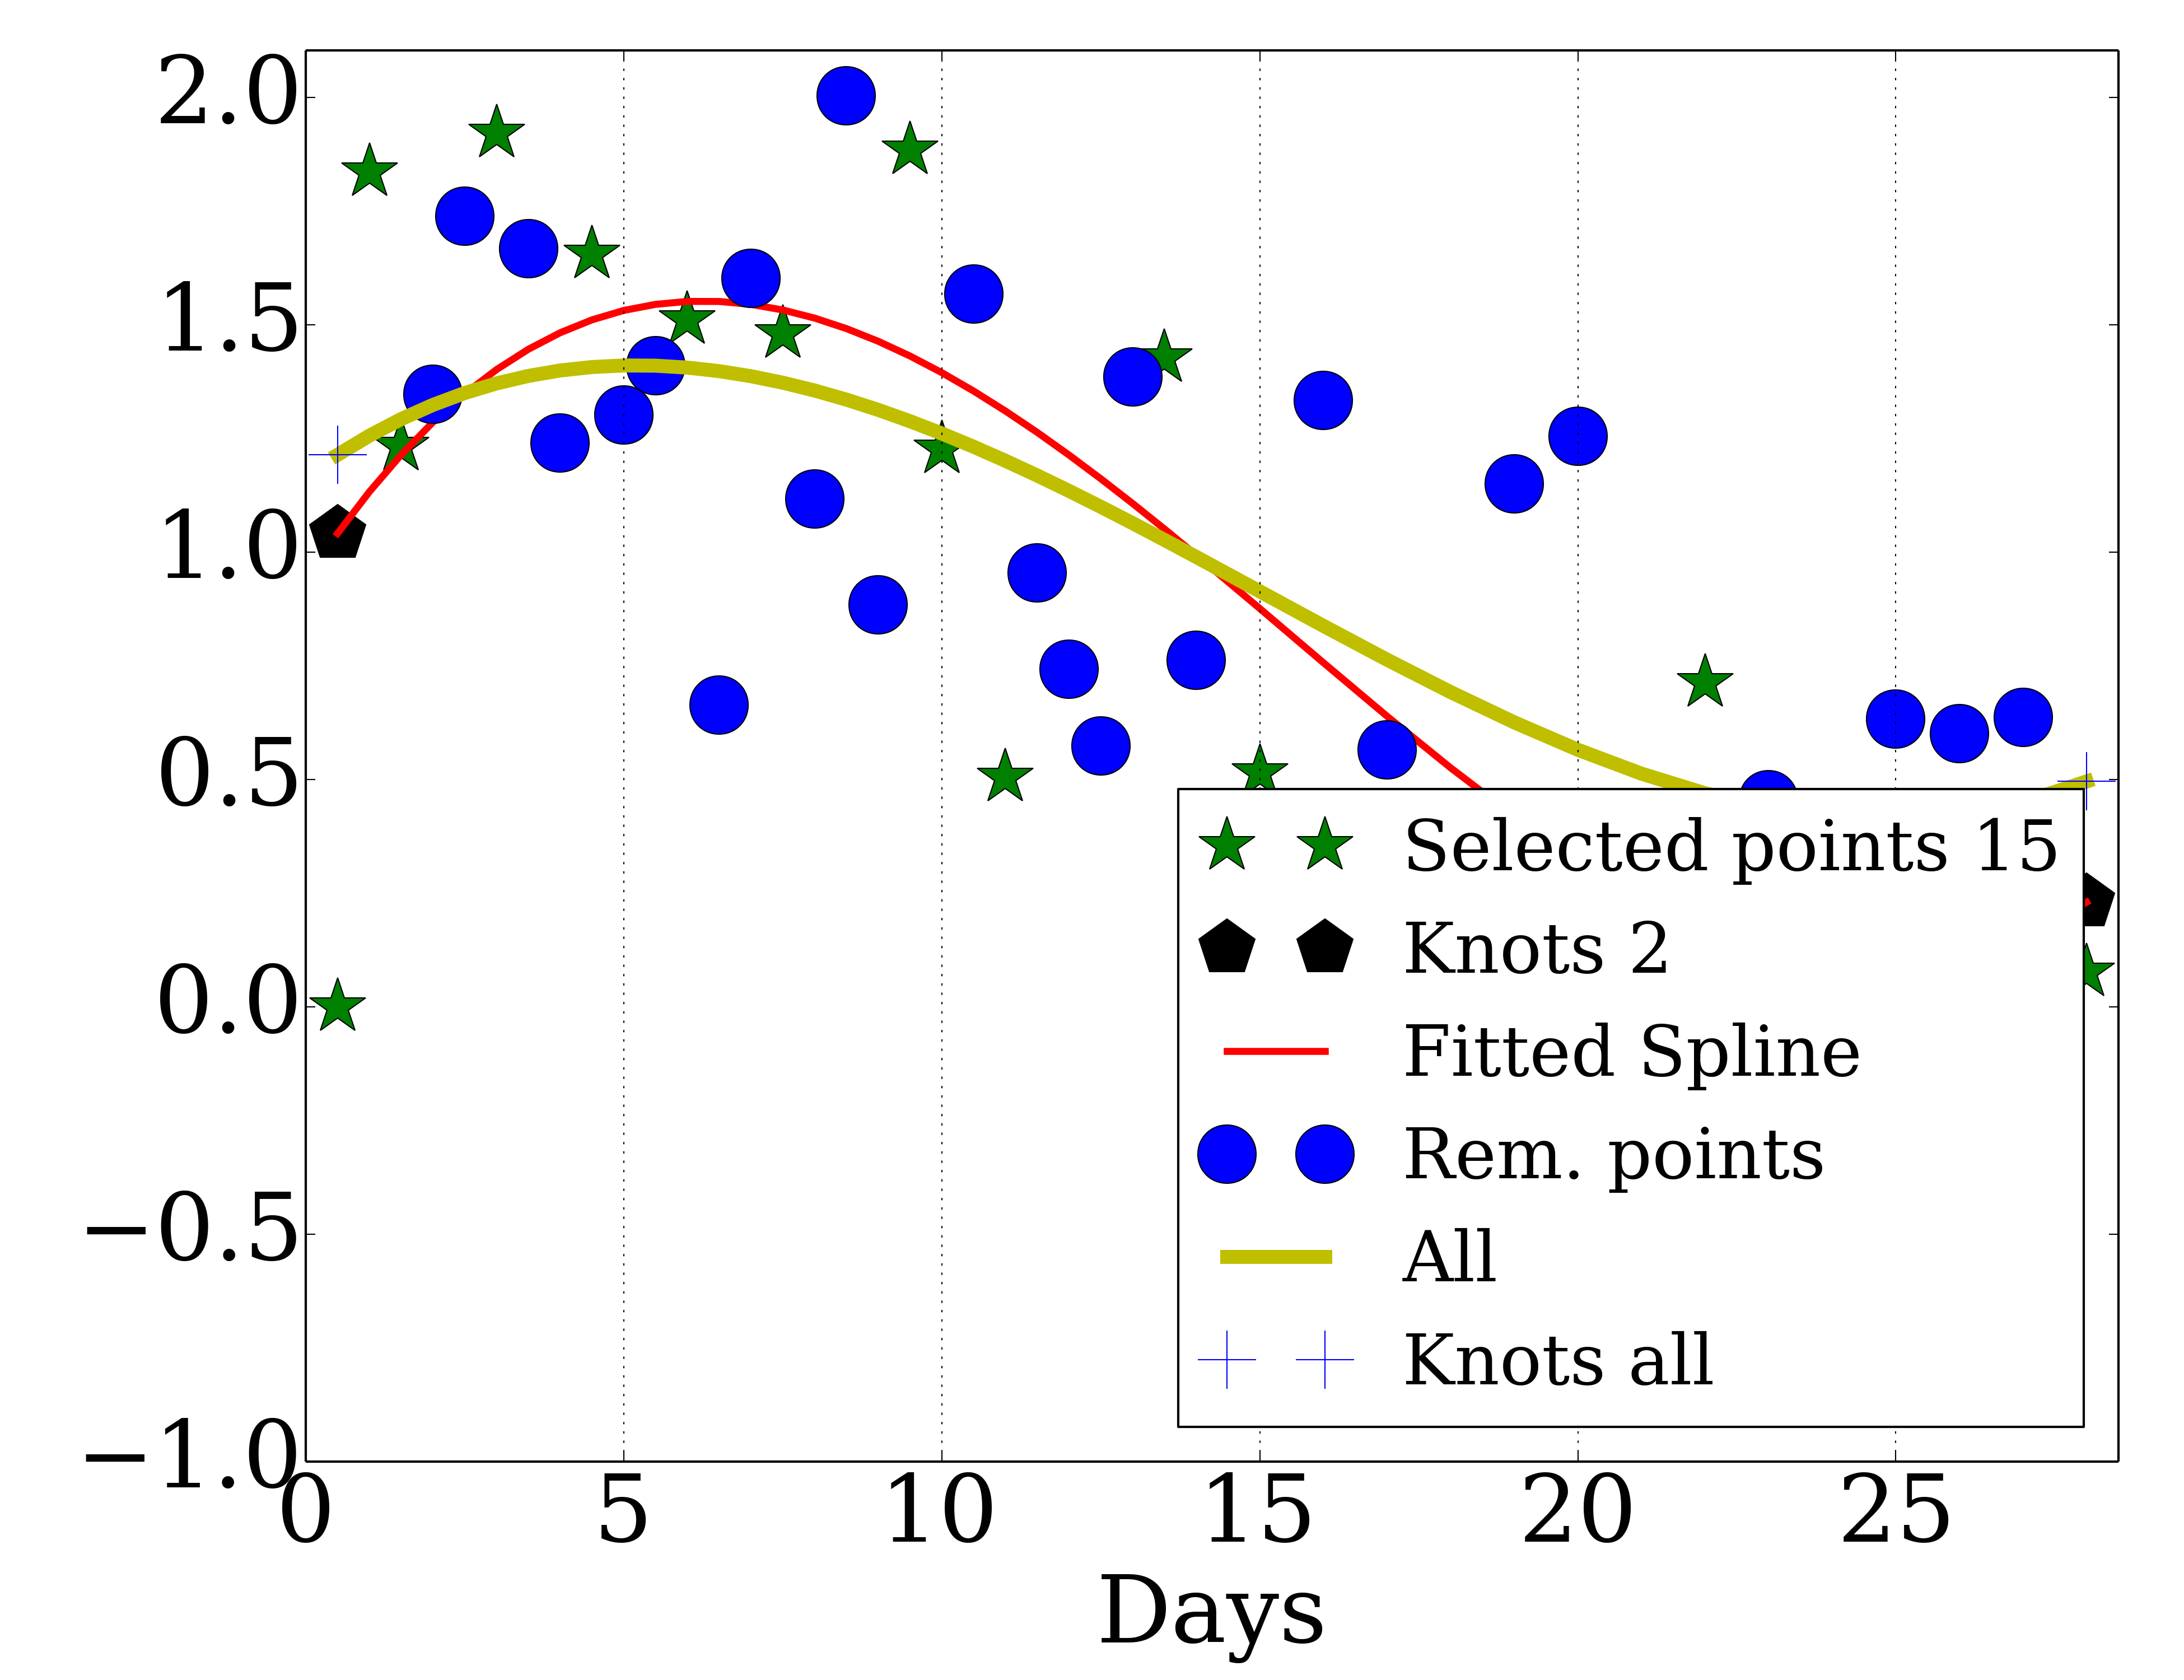 2.0
1.5
1.0
0.5
0.0
−0.5
−1.0
Selected points 15
Knots 2
Fitted Spline
Rem. points
All
Knots all
0 5 10 15 20 25
Days